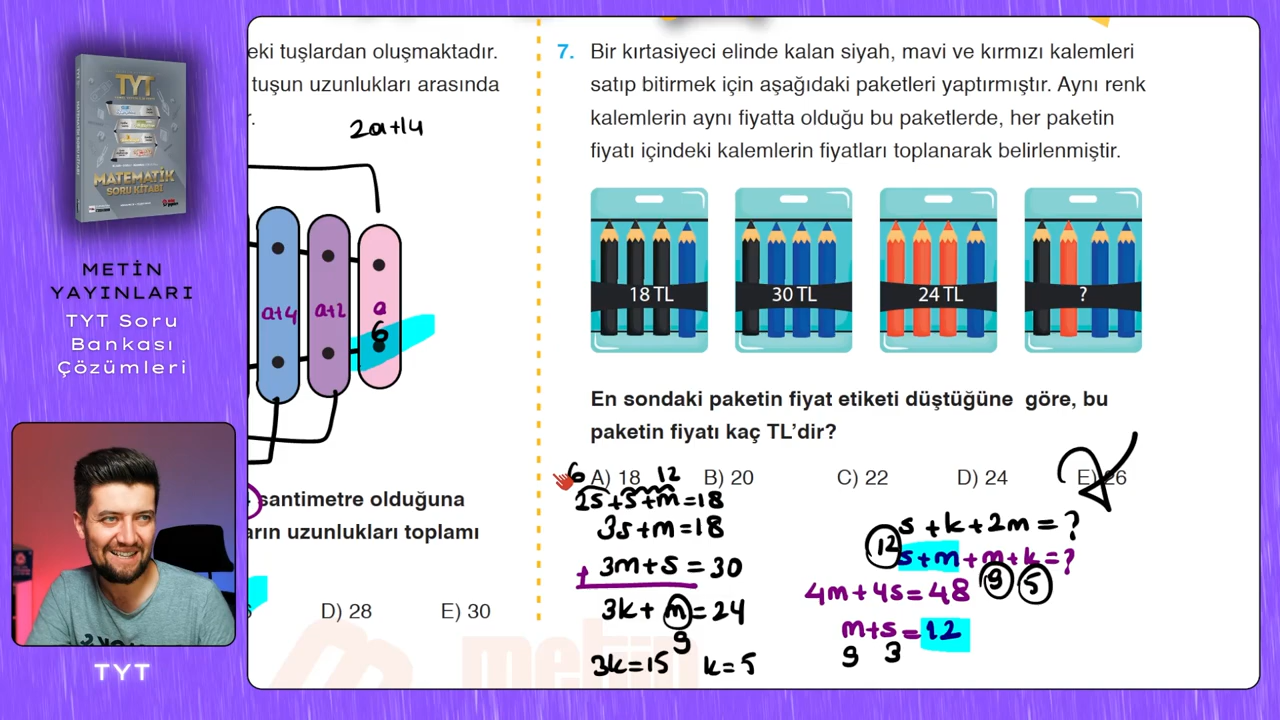 TYT
MATEMATİK
SORU KİTABI
METİN
YAYINLARI
TYT Soru
Bankası
Çözümleri
TYT
eki tuşlardan oluşmaktadır.
tuşun uzunlukları arasında
r.
2a+14
a+4
a+2
a
6
santimetre olduğuna
arın uzunlukları toplamı
D) 28
E) 30
7. Bir kırtasiyeci elinde kalan siyah, mavi ve kırmızı kalemleri
satıp bitirmek için aşağıdaki paketleri yaptırmıştır. Aynı renk
kalemlerin aynı fiyatta olduğu bu paketlerde, her paketin
fiyatı içindeki kalemlerin fiyatları toplanarak belirlenmiştir.
18 TL
30 TL
24 TL
?
En sondaki paketin fiyat etiketi düştüğüne göre, bu
paketin fiyatı kaç TL'dir?
A) 18 B) 20 C) 22 D) 24 E) 26
6 12
2s+s+m=18
3s+m=18
+ 3m+s=30
3k+m=24
9
3k=15 k=5
s+k+2m=?
12 s+m+m+k=?
9 5
4m+4s=48
m+s=12
9 3
metin